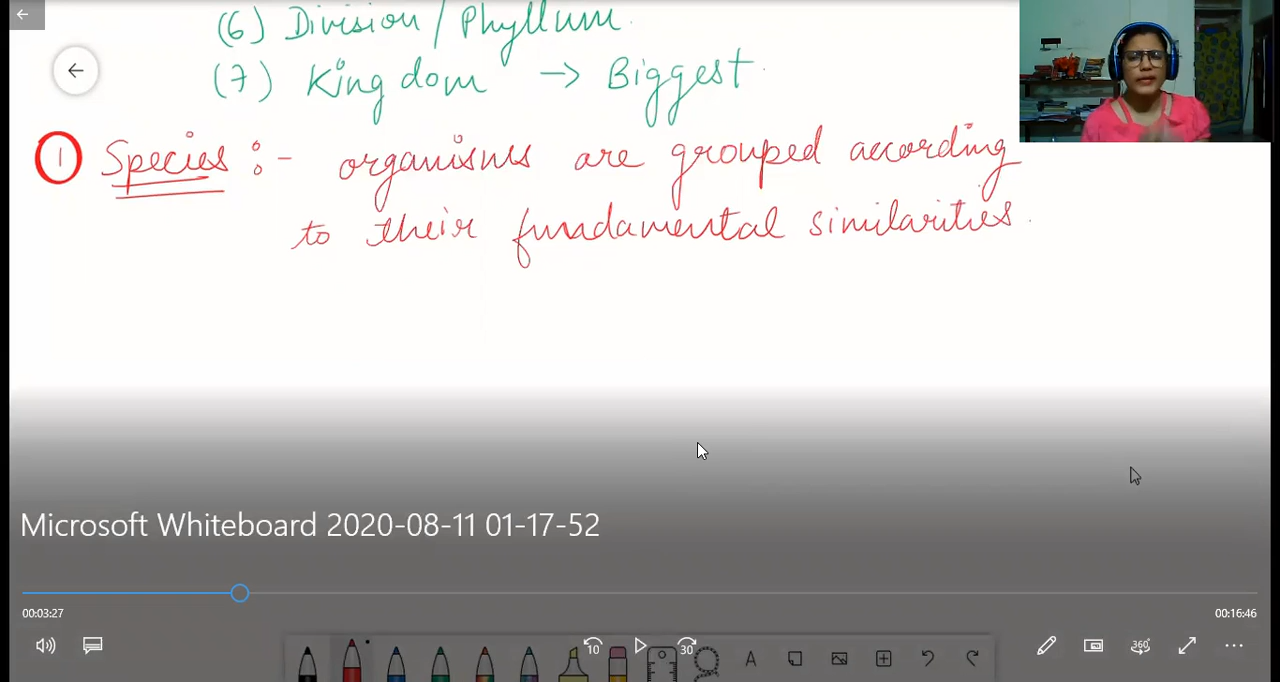 (6) Division / Phyllum.
(7) Kingdom → Biggest.
① Species :- organisms are grouped according
to their fundamental similarities.
Microsoft Whiteboard 2020-08-11 01-17-52
00:03:27
00:16:46
10
30
360°
A